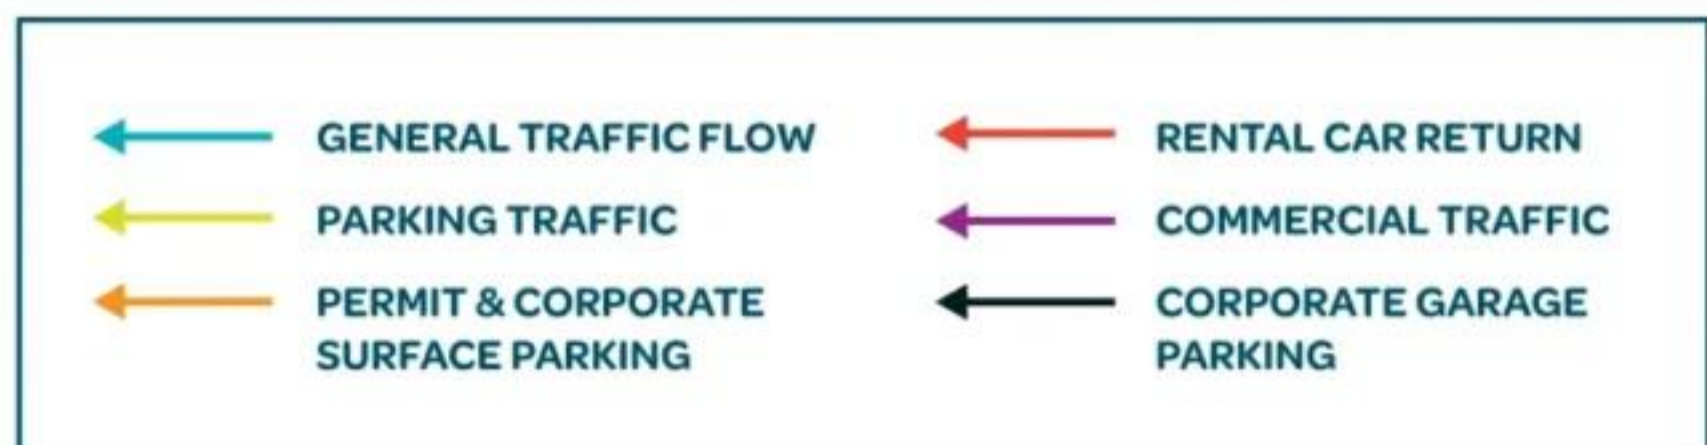 GENERAL TRAFFIC FLOW
PARKING TRAFFIC
PERMIT & CORPORATE
SURFACE PARKING
RENTAL CAR RETURN
COMMERCIAL TRAFFIC
CORPORATE GARAGE
PARKING